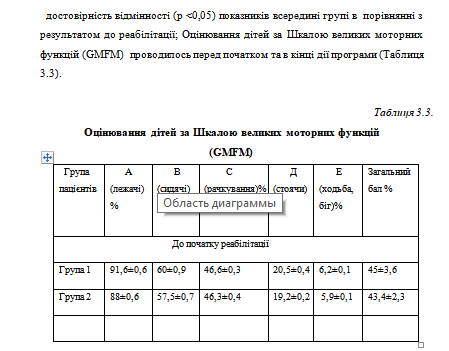 достовірність відмінності (р <0,05) показників всередині групі в порівнянні з
результатом до реабілітації; Оцінювання дітей за Шкалою великих моторних
функцій (GMFM) проводилось перед початком та в кінці дії програми (Таблиця
3.3).
Таблиця 3.3.
Оцінювання дітей за Шкалою великих моторних функцій
(GMFM)
Група пацієнтів А (лежачі) % В (сидячі) С (рачкування)% Д (стоячи) Е (ходьба, біг)% Загальний бал %
Область диаграммы
До початку реабілітації
Група 1 91,6±0,6 60±0,9 46,6±0,3 20,5±0,4 6,2±0,1 45±3,6
Група 2 88±0,6 57,5±0,7 46,3±0,4 19,2±0,2 5,9±0,1 43,4±2,3